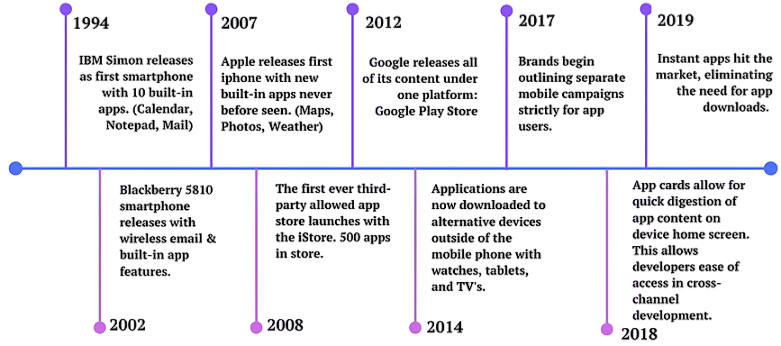 1994
IBM Simon releases
as first smartphone
with 10 built-in
apps. (Calendar,
Notepad, Mail)
2007
Apple releases first
iphone with new
built-in apps never
before seen. (Maps,
Photos, Weather)
2012
Google releases all
of its content under
one platform:
Google Play Store
2017
Brands begin
outlining separate
mobile campaigns
strictly for app
users.
2019
Instant apps hit the
market, eliminating
the need for app
downloads.
Blackberry 5810
smartphone
releases with
wireless email &
built-in app
features.
2002
The first ever third-
party allowed app
store launches with
the iStore. 500 apps
in store.
2008
Applications are
now downloaded to
alternative devices
outside of the
mobile phone with
watches, tablets,
and TV's.
2014
App cards allow for
quick digestion of
app content on
device home screen.
This allows
developers ease of
access in cross-
channel
development.
2018